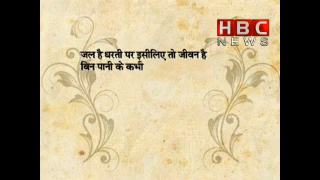 HBC
NEWS
जल है धरती पर इसीलिए तो जीवन है
बिन पानी के कभी